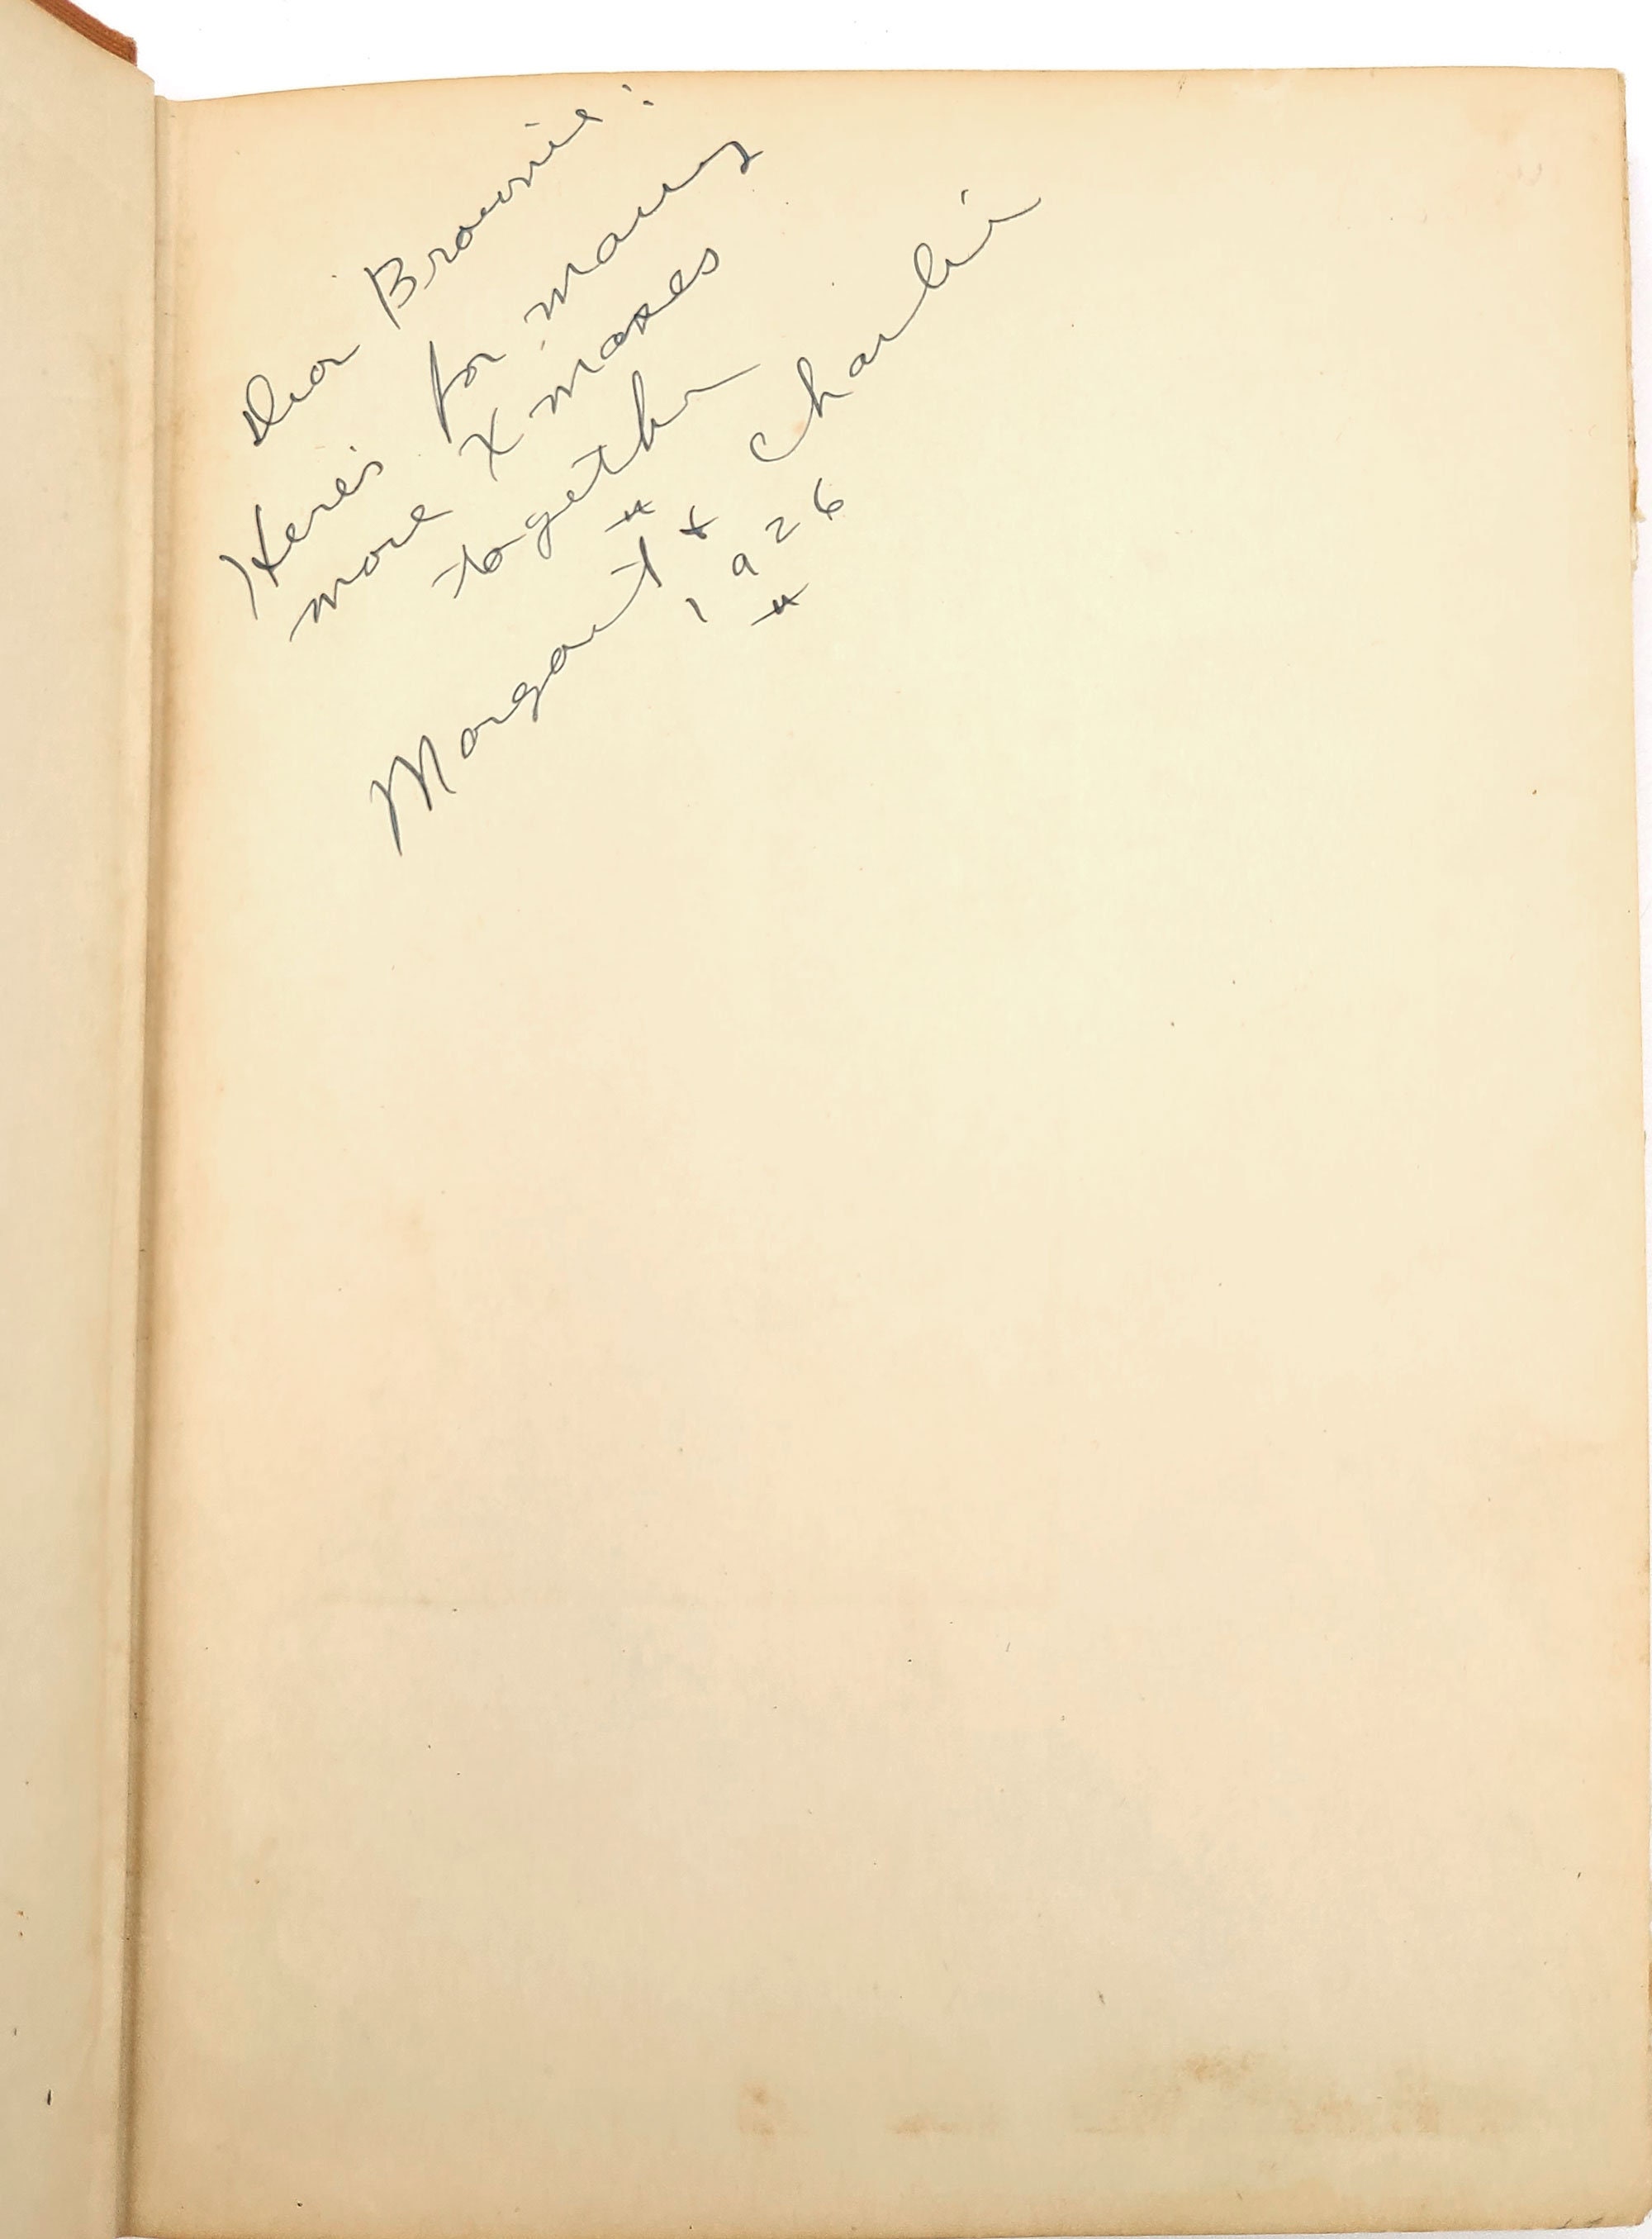 Dear Brownie:
Here's for many
more Xmases
together
Margaret & Charlie
1926